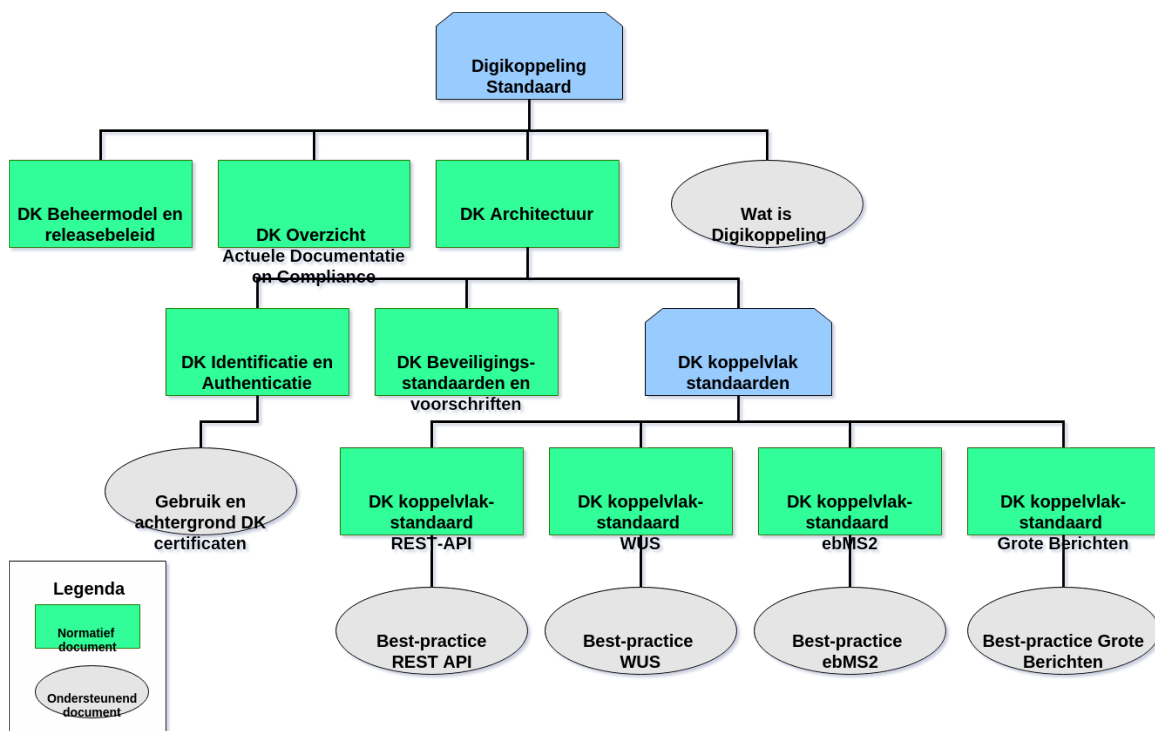 Digikoppeling
Standaard
DK Beheermodel en
releasebeleid
DK Overzicht
Actuele Documentatie
en Compliance
DK Architectuur
Wat is
Digikoppeling
DK Identificatie en
Authenticatie
DK Beveiligings-
standaarden en
voorschriften
DK koppelvlak
standaarden
Gebruik en
achtergrond DK
certificaten
DK koppelvlak-
standaard
REST-API
DK koppelvlak-
standaard
WUS
DK koppelvlak-
standaard
ebMS2
DK koppelvlak-
standaard
Grote Berichten
Best-practice
REST API
Best-practice
WUS
Best-practice
ebMS2
Best-practice Grote
Berichten
Legenda
Normatief
document
Ondersteunend
document